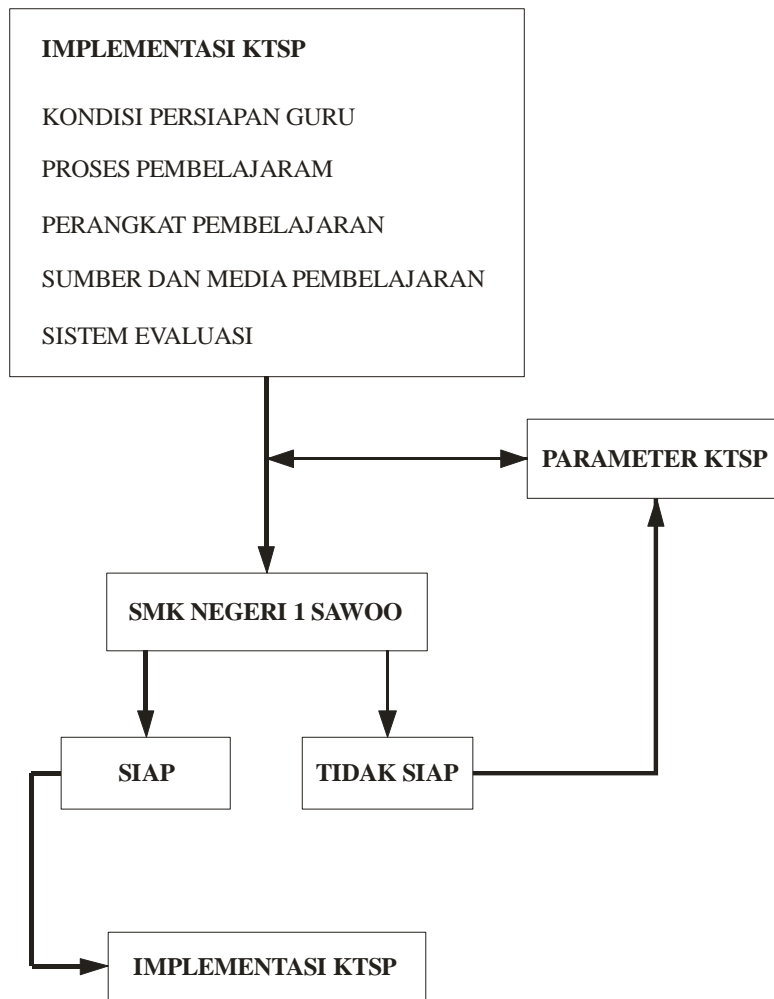 IMPLEMENTASI KTSP
KONDISI PERSIAPAN GURU
PROSES PEMBELAJARAM
PERANGKAT PEMBELAJARAN
SUMBER DAN MEDIA PEMBELAJARAN
SISTEM EVALUASI
PARAMETER KTSP
SMK NEGERI 1 SAWOO
SIAP
TIDAK SIAP
IMPLEMENTASI KTSP